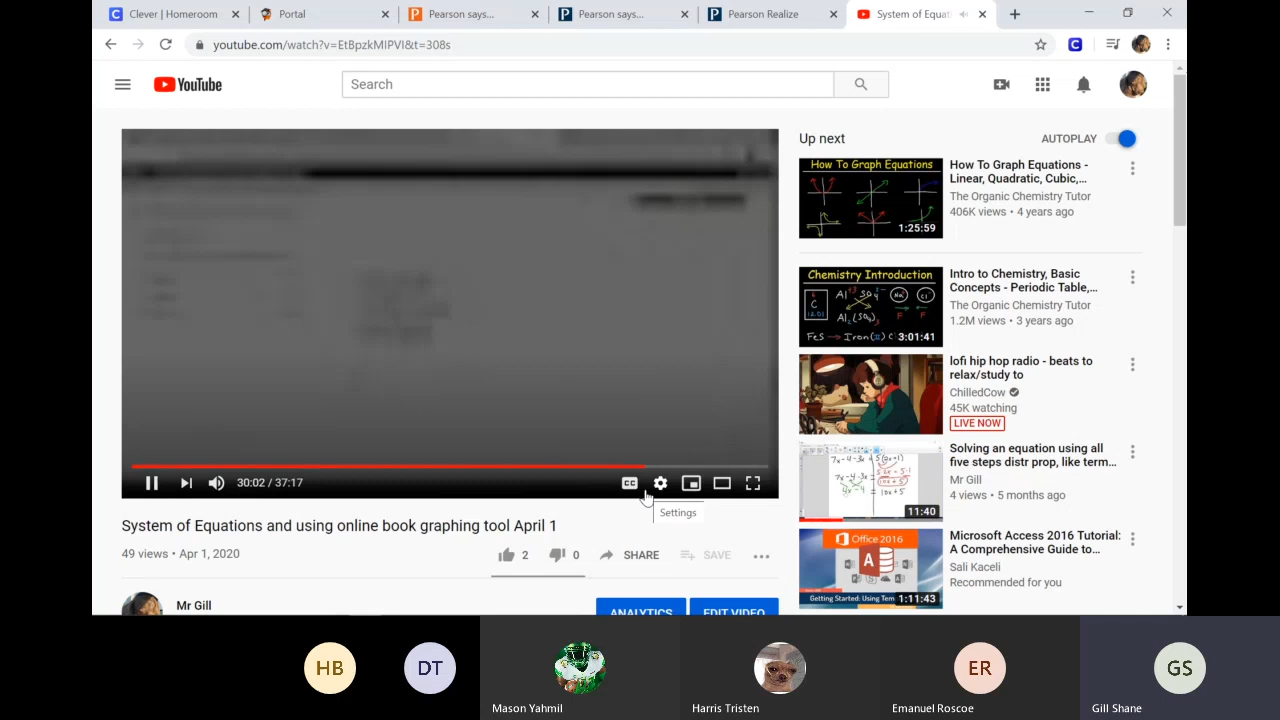 Clever | Homeroom
Portal
Pearson says...
Pearson says...
Pearson Realize
System of Equati
youtube.com/watch?v=EtBpzkMIPVI&t=308s
YouTube
Search
30:02 / 37:17
CC
Settings
System of Equations and using online book graphing tool April 1
49 views • Apr 1, 2020
2
0
SHARE
SAVE
Mr Gill
ANALYTICS
EDIT VIDEO
Up next
AUTOPLAY
How To Graph Equations
1:25:59
How To Graph Equations -
Linear, Quadratic, Cubic,...
The Organic Chemistry Tutor
406K views • 4 years ago
Chemistry Introduction
3:01:41
Intro to Chemistry, Basic
Concepts - Periodic Table,...
The Organic Chemistry Tutor
1.2M views • 3 years ago
lofi hip hop radio - beats to
relax/study to
ChilledCow
45K watching
LIVE NOW
11:40
Solving an equation using all
five steps distr prop, like term...
Mr Gill
4 views • 5 months ago
Office 2016
A
Getting Started: Using Tem
1:11:43
Microsoft Access 2016 Tutorial:
A Comprehensive Guide to...
Sali Kaceli
Recommended for you
HB
DT
Mason Yahmil
Harris Tristen
ER
Emanuel Roscoe
GS
Gill Shane